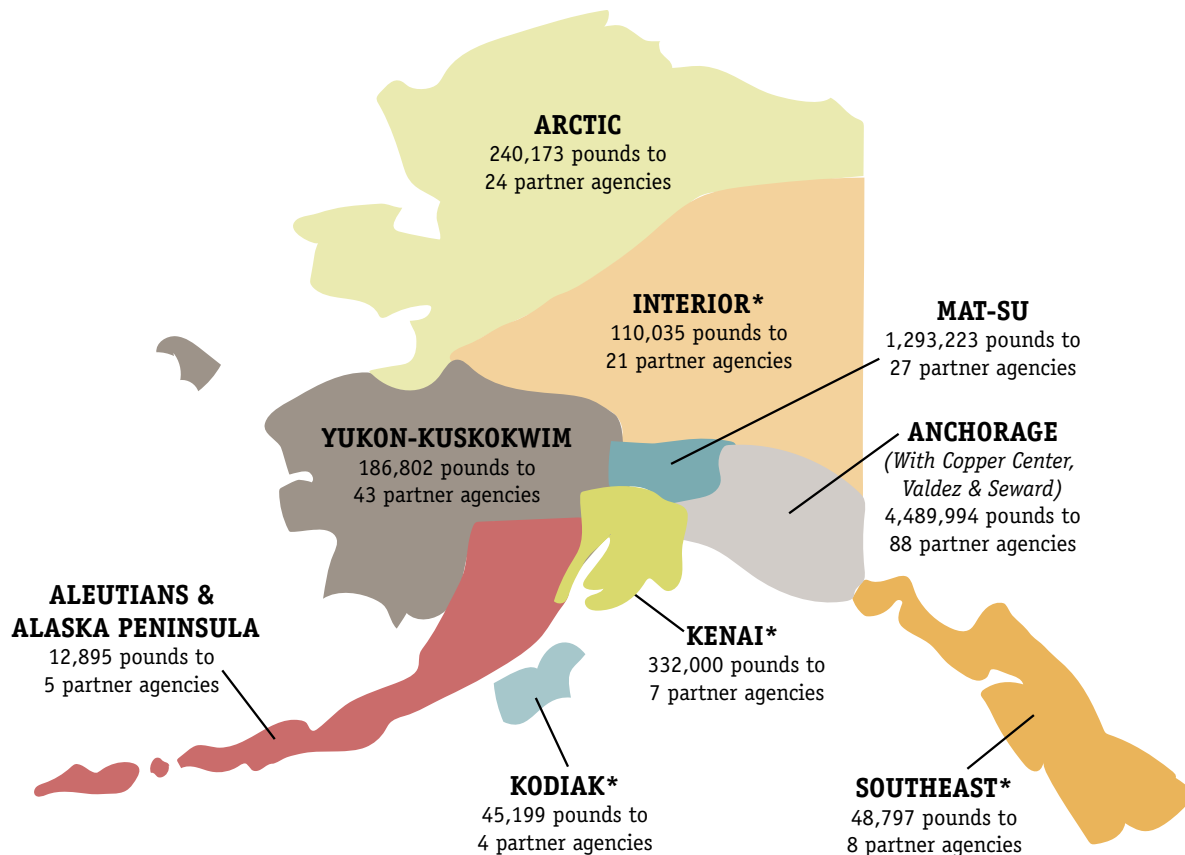 ARCTIC
240,173 pounds to
24 partner agencies
INTERIOR*
110,035 pounds to
21 partner agencies
MAT-SU
1,293,223 pounds to
27 partner agencies
YUKON-KUSKOKWIM
186,802 pounds to
43 partner agencies
ANCHORAGE
(With Copper Center,
Valdez & Seward)
4,489,994 pounds to
88 partner agencies
ALEUTIANS &
ALASKA PENINSULA
12,895 pounds to
5 partner agencies
KENAI*
332,000 pounds to
7 partner agencies
KODIAK*
45,199 pounds to
4 partner agencies
SOUTHEAST*
48,797 pounds to
8 partner agencies